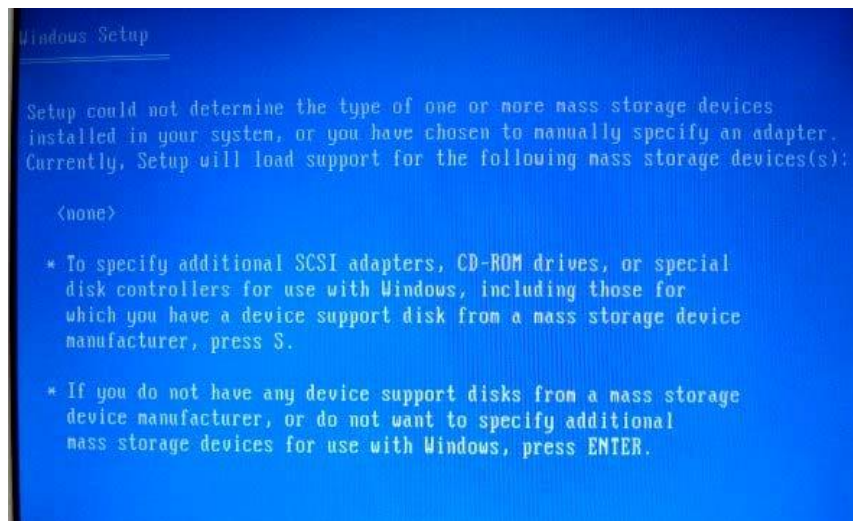 Windows Setup
Setup could not determine the type of one or more mass storage devices
installed in your system, or you have chosen to manually specify an adapter.
Currently, Setup will load support for the following mass storage devices(s):
<none>
* To specify additional SCSI adapters, CD-ROM drives, or special
disk controllers for use with Windows, including those for
which you have a device support disk from a mass storage device
manufacturer, press S.
* If you do not have any device support disks from a mass storage
device manufacturer, or do not want to specify additional
mass storage devices for use with Windows, press ENTER.